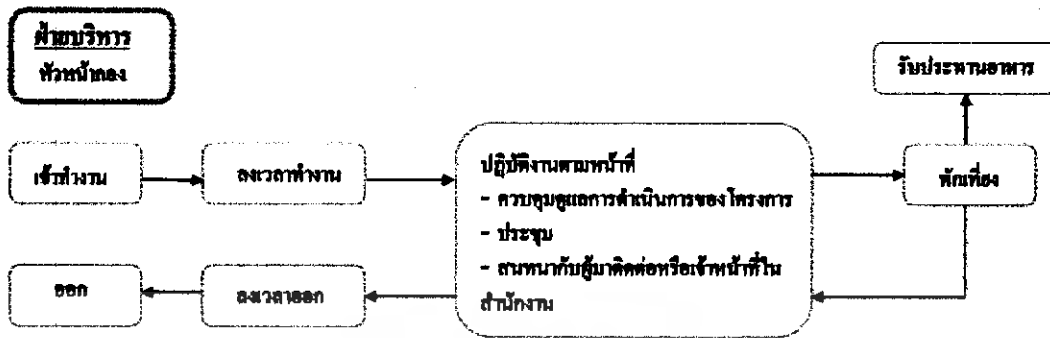 ฝ่ายบริหาร
หัวหน้ากอง
รับประทานอาหาร
เข้าทำงาน
ลงเวลาทำงาน
ปฏิบัติงานตามหน้าที่
- ควบคุมดูแลการดำเนินการของโครงการ
- ประชุม
- สนทนากับผู้มาติดต่อหรือเจ้าหน้าที่ใน
สำนักงาน
พักเที่ยง
ออก
ลงเวลาออก